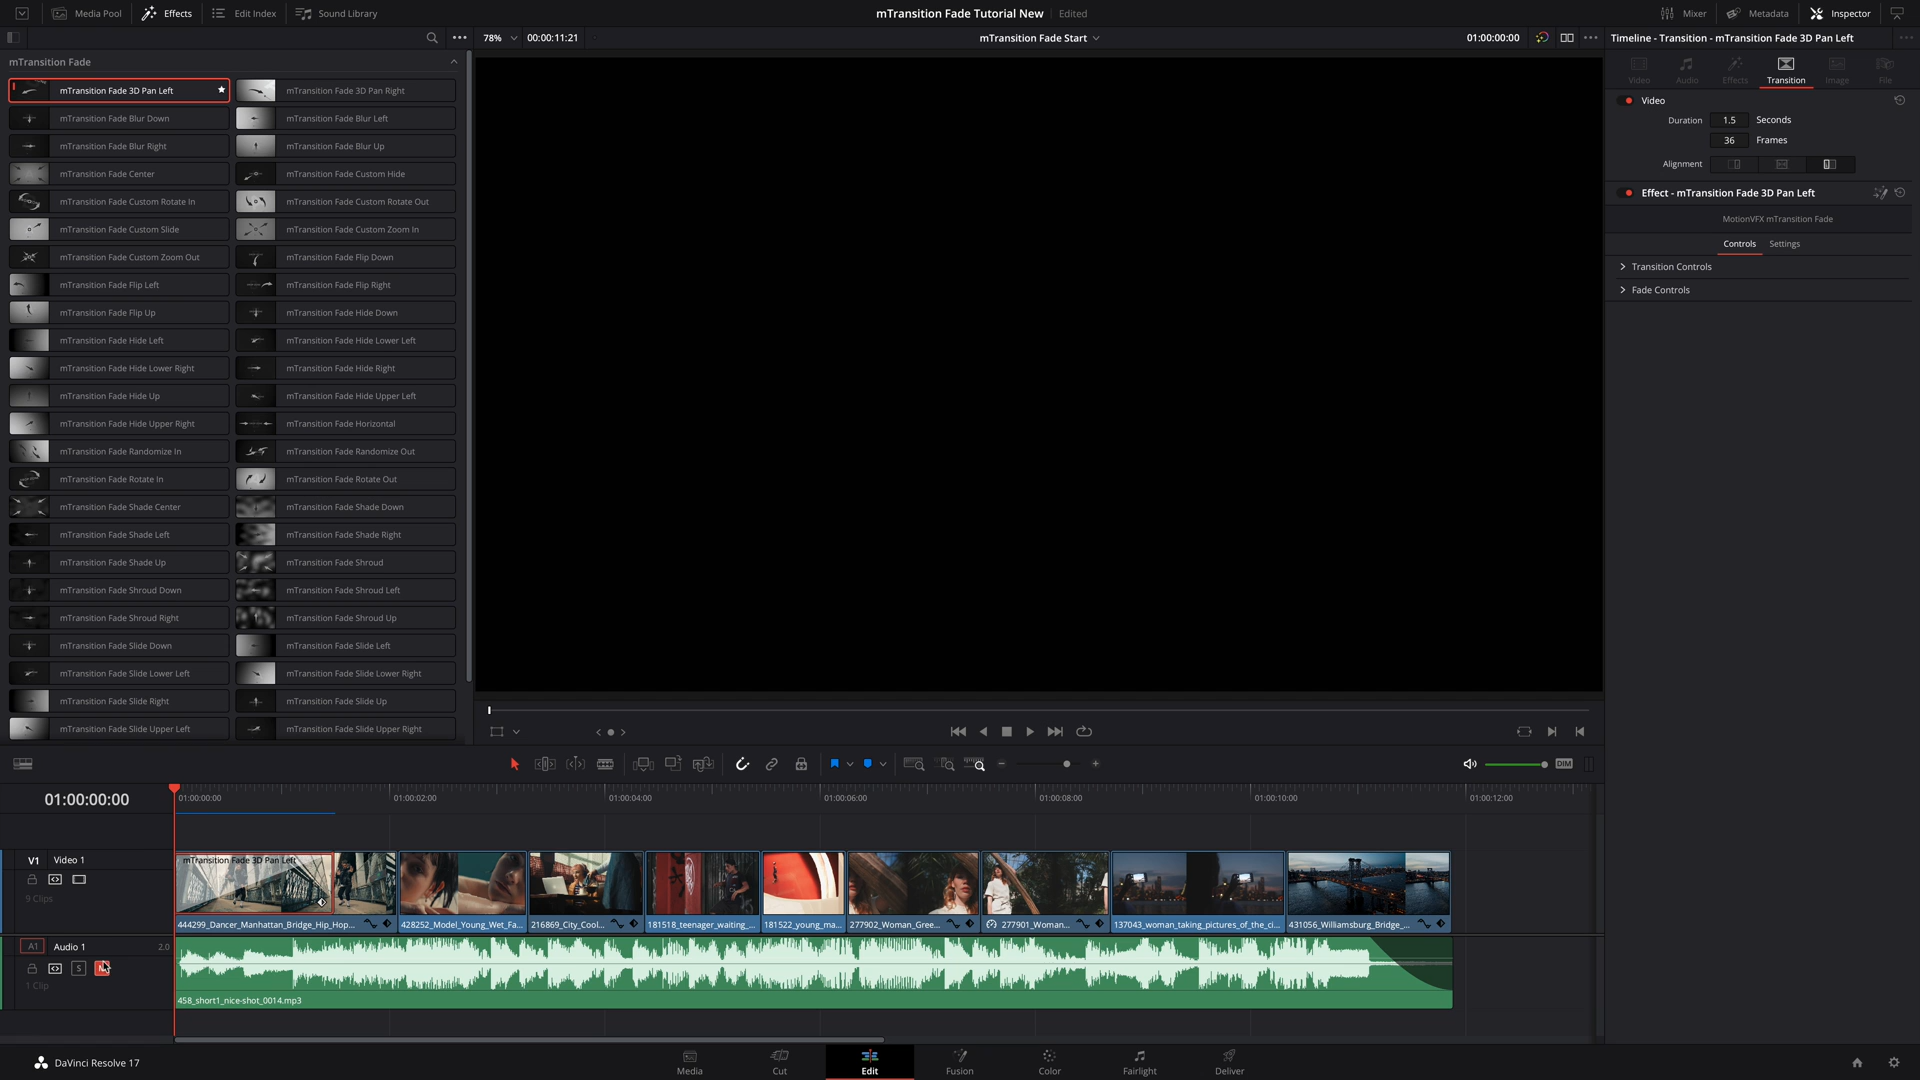 Media Pool
Effects
Edit Index
Sound Library
mTransition Fade Tutorial New
Edited
Mixer
Metadata
Inspector
78%
00:00:11:21
mTransition Fade Start
01:00:00:00
Timeline - Transition - mTransition Fade 3D Pan Left
mTransition Fade
mTransition Fade 3D Pan Left
mTransition Fade 3D Pan Right
mTransition Fade Blur Down
mTransition Fade Blur Left
mTransition Fade Blur Right
mTransition Fade Blur Up
mTransition Fade Center
mTransition Fade Custom Hide
mTransition Fade Custom Rotate In
mTransition Fade Custom Rotate Out
mTransition Fade Custom Slide
mTransition Fade Custom Zoom In
mTransition Fade Custom Zoom Out
mTransition Fade Flip Down
mTransition Fade Flip Left
mTransition Fade Flip Right
mTransition Fade Flip Up
mTransition Fade Hide Down
mTransition Fade Hide Left
mTransition Fade Hide Lower Left
mTransition Fade Hide Lower Right
mTransition Fade Hide Right
mTransition Fade Hide Up
mTransition Fade Hide Upper Left
mTransition Fade Hide Upper Right
mTransition Fade Horizontal
mTransition Fade Randomize In
mTransition Fade Randomize Out
mTransition Fade Rotate In
mTransition Fade Rotate Out
mTransition Fade Shade Center
mTransition Fade Shade Down
mTransition Fade Shade Left
mTransition Fade Shade Right
mTransition Fade Shade Up
mTransition Fade Shroud
mTransition Fade Shroud Down
mTransition Fade Shroud Left
mTransition Fade Shroud Right
mTransition Fade Shroud Up
mTransition Fade Slide Down
mTransition Fade Slide Left
mTransition Fade Slide Lower Left
mTransition Fade Slide Lower Right
mTransition Fade Slide Right
mTransition Fade Slide Up
mTransition Fade Slide Upper Left
mTransition Fade Slide Upper Right
Video
Audio
Effects
Transition
Image
File
Video
Duration 1.5 Seconds
36 Frames
Alignment
Effect - mTransition Fade 3D Pan Left
MotionVFX mTransition Fade
Controls
Settings
Transition Controls
Fade Controls
DIM
01:00:00:00
01:00:00:00
01:00:02:00
01:00:04:00
01:00:06:00
01:00:08:00
01:00:10:00
01:00:12:00
V1 Video 1
9 Clips
mTransition Fade 3D Pan Left
444299_Dancer_Manhattan_Bridge_Hip_Hop...
428252_Model_Young_Wet_Fa...
216869_City_Cool...
181518_teenager_waiting_...
181522_young_ma...
277902_Woman_Gree...
277901_Woman...
137043_woman_taking_pictures_of_the_ci...
431056_Williamsburg_Bridge_...
A1 Audio 1 2.0
S
1 Clip
458_short1_nice-shot_0014.mp3
DaVinci Resolve 17
Media
Cut
Edit
Fusion
Color
Fairlight
Deliver